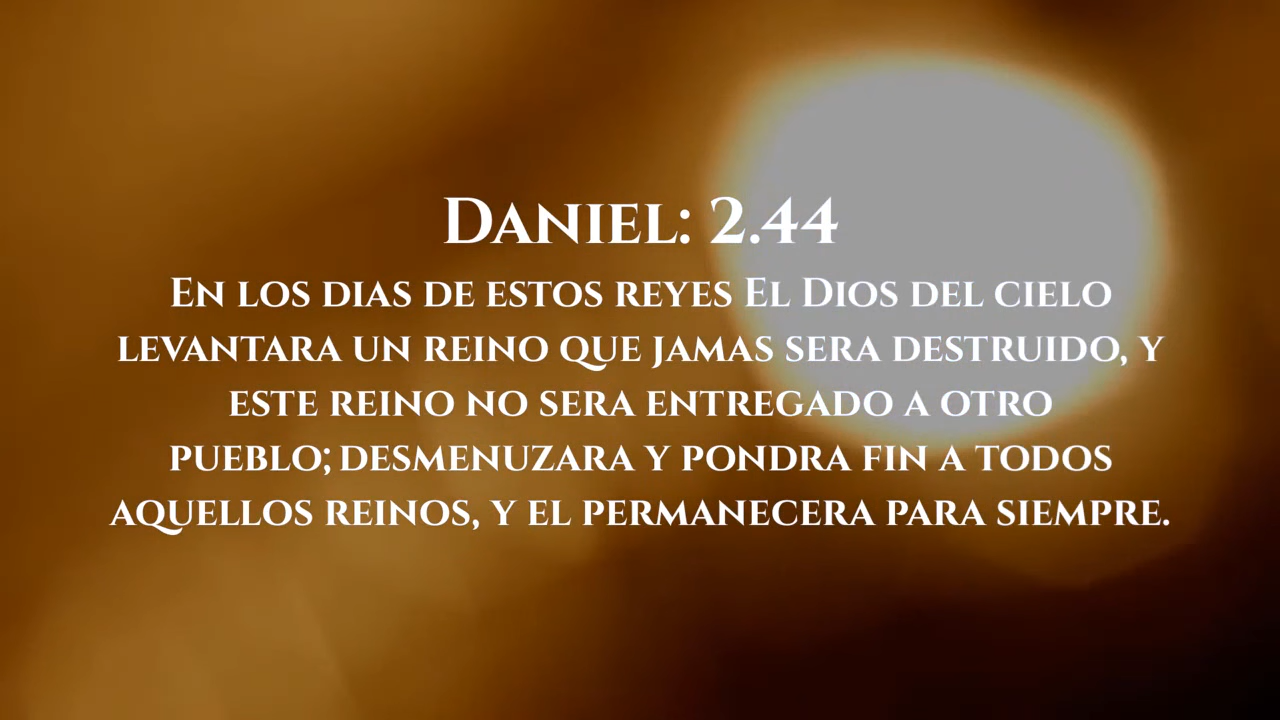 Daniel: 2.44
En los dias de estos reyes El Dios del cielo
levantara un reino que jamas sera destruido, y
este reino no sera entregado a otro
pueblo; desmenuzara y pondra fin a todos
aquellos reinos, y el permanecera para siempre.